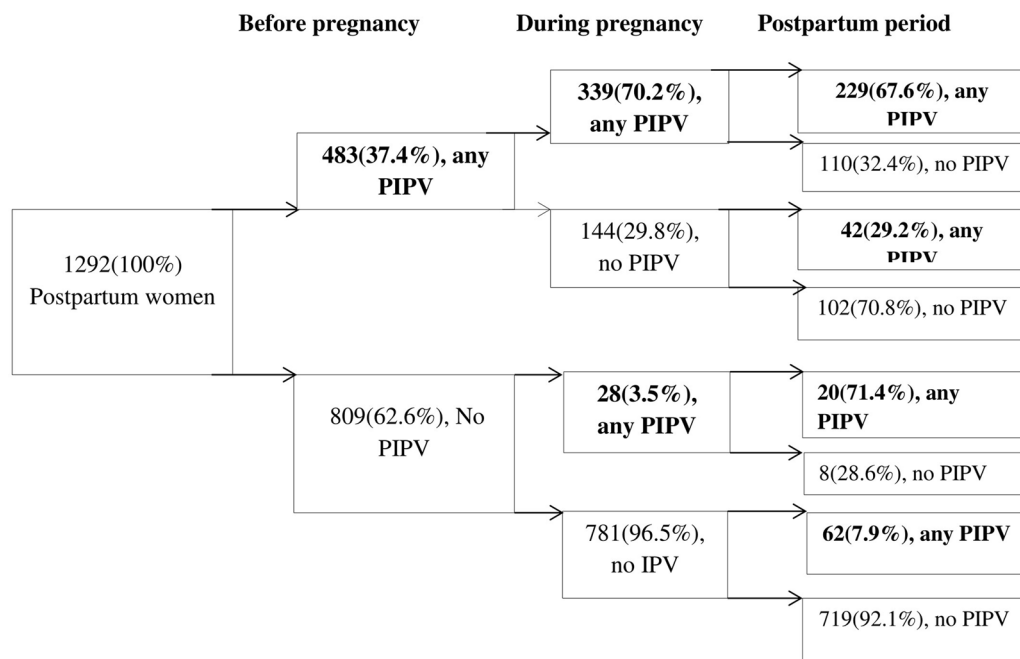 Before pregnancy
During pregnancy
Postpartum period
1292(100%)
Postpartum women
483(37.4%), any
PIPV
809(62.6%), No
PIPV
339(70.2%),
any PIPV
144(29.8%),
no PIPV
28(3.5%),
any PIPV
781(96.5%),
no IPV
229(67.6%), any
PIPV
110(32.4%), no PIPV
42(29.2%), any
PIPV
102(70.8%), no PIPV
20(71.4%), any
PIPV
8(28.6%), no PIPV
62(7.9%), any PIPV
719(92.1%), no PIPV